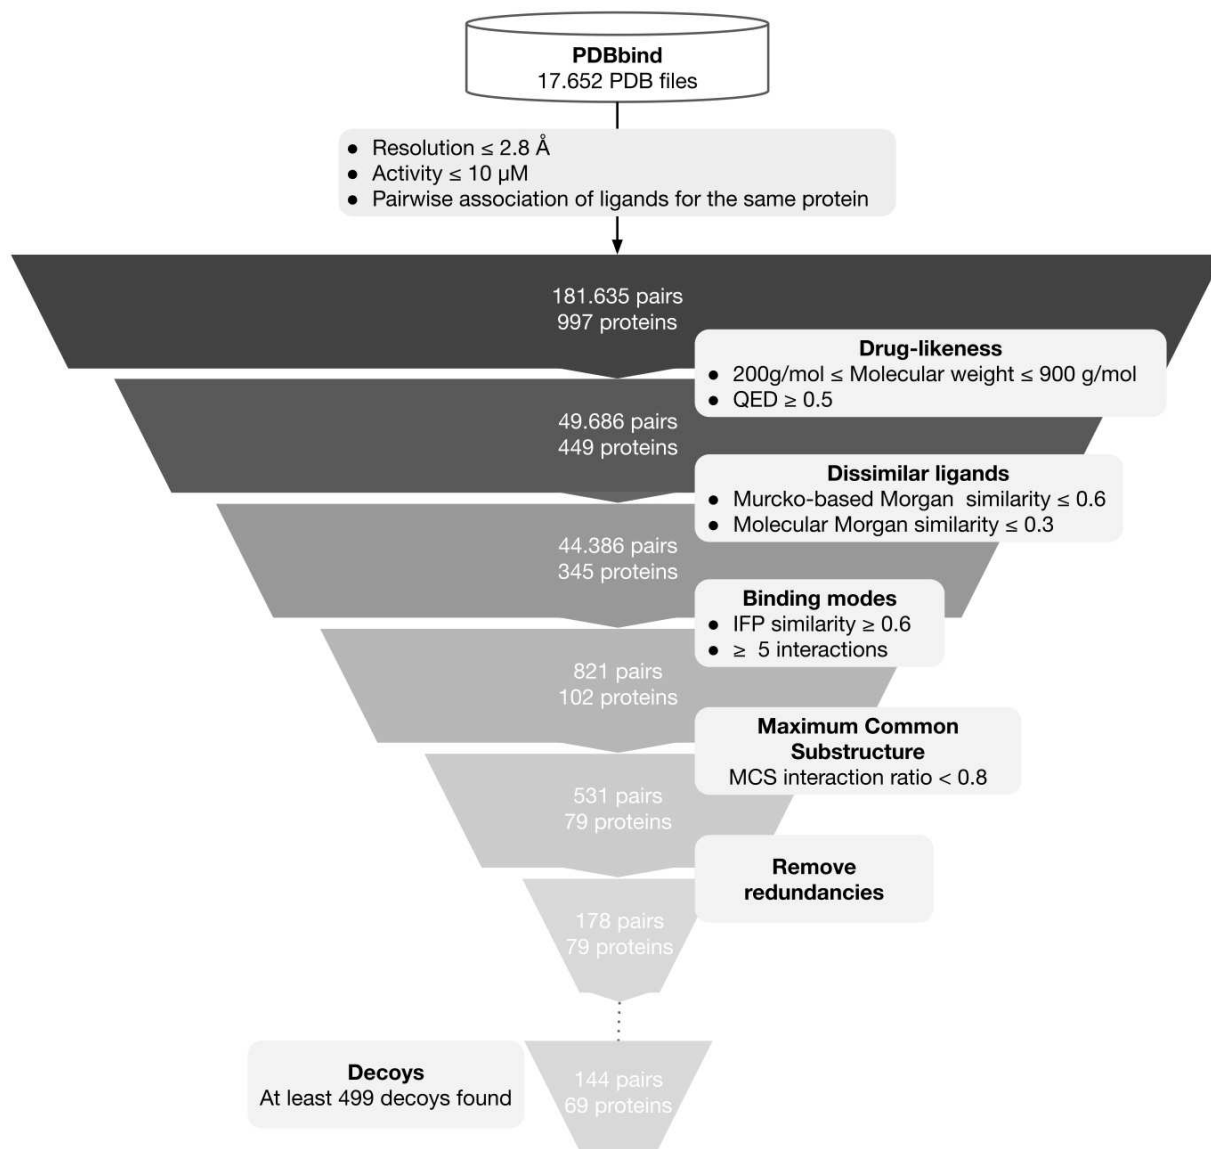 PDBbind
17.652 PDB files
● Resolution ≤ 2.8 Å
● Activity ≤ 10 µM
● Pairwise association of ligands for the same protein
181.635 pairs
997 proteins
Drug-likeness
● 200g/mol ≤ Molecular weight ≤ 900 g/mol
● QED ≥ 0.5
49.686 pairs
449 proteins
Dissimilar ligands
● Murcko-based Morgan similarity ≤ 0.6
● Molecular Morgan similarity ≤ 0.3
44.386 pairs
345 proteins
Binding modes
● IFP similarity ≥ 0.6
● ≥ 5 interactions
821 pairs
102 proteins
Maximum Common
Substructure
MCS interaction ratio < 0.8
531 pairs
79 proteins
Remove
redundancies
178 pairs
79 proteins
Decoys
At least 499 decoys found
144 pairs
69 proteins